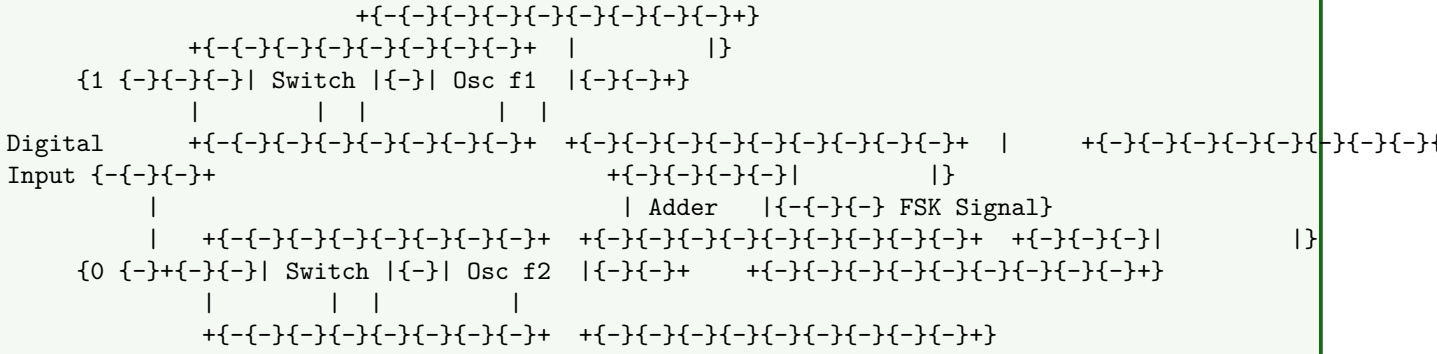 +{-{-}{-}{-}{-}{-}{-}{-}{-}+}
+{-{-}{-}{-}{-}{-}{-}{-}+ | |}
{1 {-}{-}{-}| Switch |{-}| Osc f1 |{-}{-}+}
| | | | |
Digital +{-{-}{-}{-}{-}{-}{-}{-}+ +{-}{-}{-}{-}{-}{-}{-}{-}{-}+ | +{-}{-}{-}{-}{-}{-}{-}{-}{
Input {-{-}{-}+ +{-}{-}{-}{-}| |}
| | Adder |{-{-}{-} FSK Signal}
| +{-{-}{-}{-}{-}{-}{-}{-}+ +{-}{-}{-}{-}{-}{-}{-}{-}{-}+ +{-}{-}{-}| |}
{0 {-}+{-}{-}| Switch |{-}| Osc f2 |{-}{-}+ +{-}{-}{-}{-}{-}{-}{-}{-}{-}+}
| | | |
+{-{-}{-}{-}{-}{-}{-}{-}+ +{-}{-}{-}{-}{-}{-}{-}{-}{-}+}